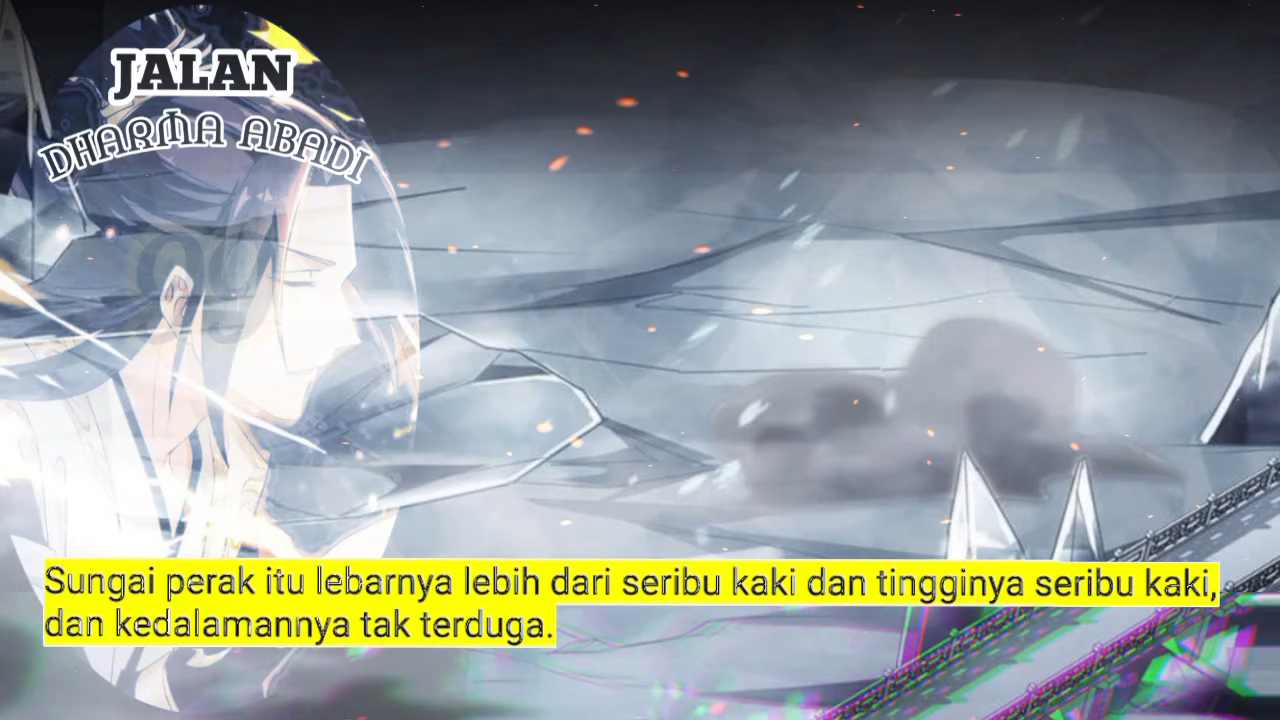 JALAN
DHARMA ABADI
Sungai perak itu lebarnya lebih dari seribu kaki dan tingginya seribu kaki,
dan kedalamannya tak terduga.